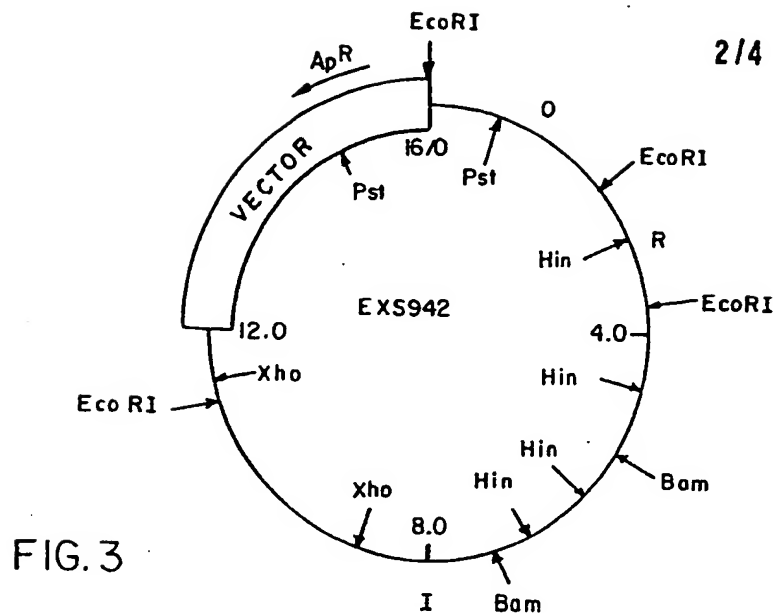 EcoRI
2/4
ApR
O
VECTOR
16/0
EcoRI
Pst
Pst
Hin
R
EXS942
EcoRI
12.0
4.0
Xho
Hin
Eco RI
Hin
Bam
Xho
Hin
8.0
FIG. 3
I
Bam